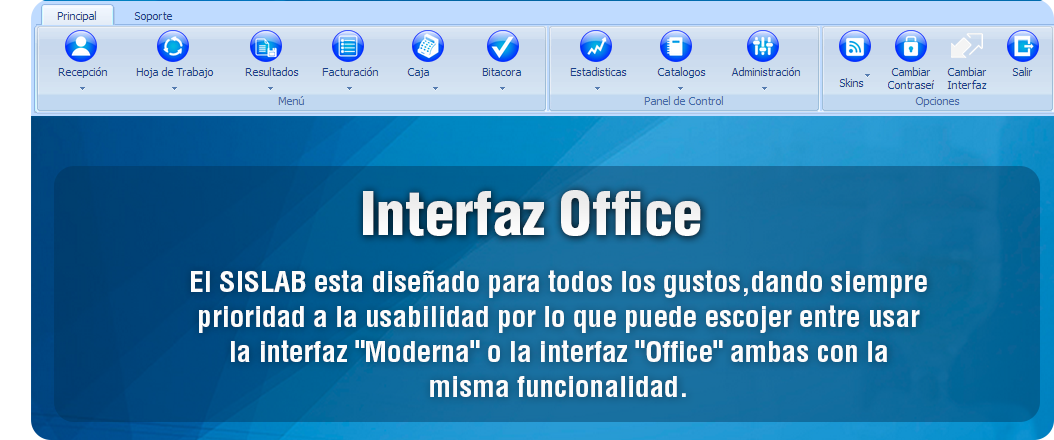 Principal Soporte
Recepción Hoja de Trabajo Resultados Facturación Caja Bitacora Estadisticas Catalogos Administración Skins Cambiar Contraseí Cambiar Interfaz Salir
Menú Panel de Control Opciones
Interfaz Office
El SISLAB esta diseñado para todos los gustos,dando siempre
prioridad a la usabilidad por lo que puede escojer entre usar
la interfaz "Moderna" o la interfaz "Office" ambas con la
misma funcionalidad.